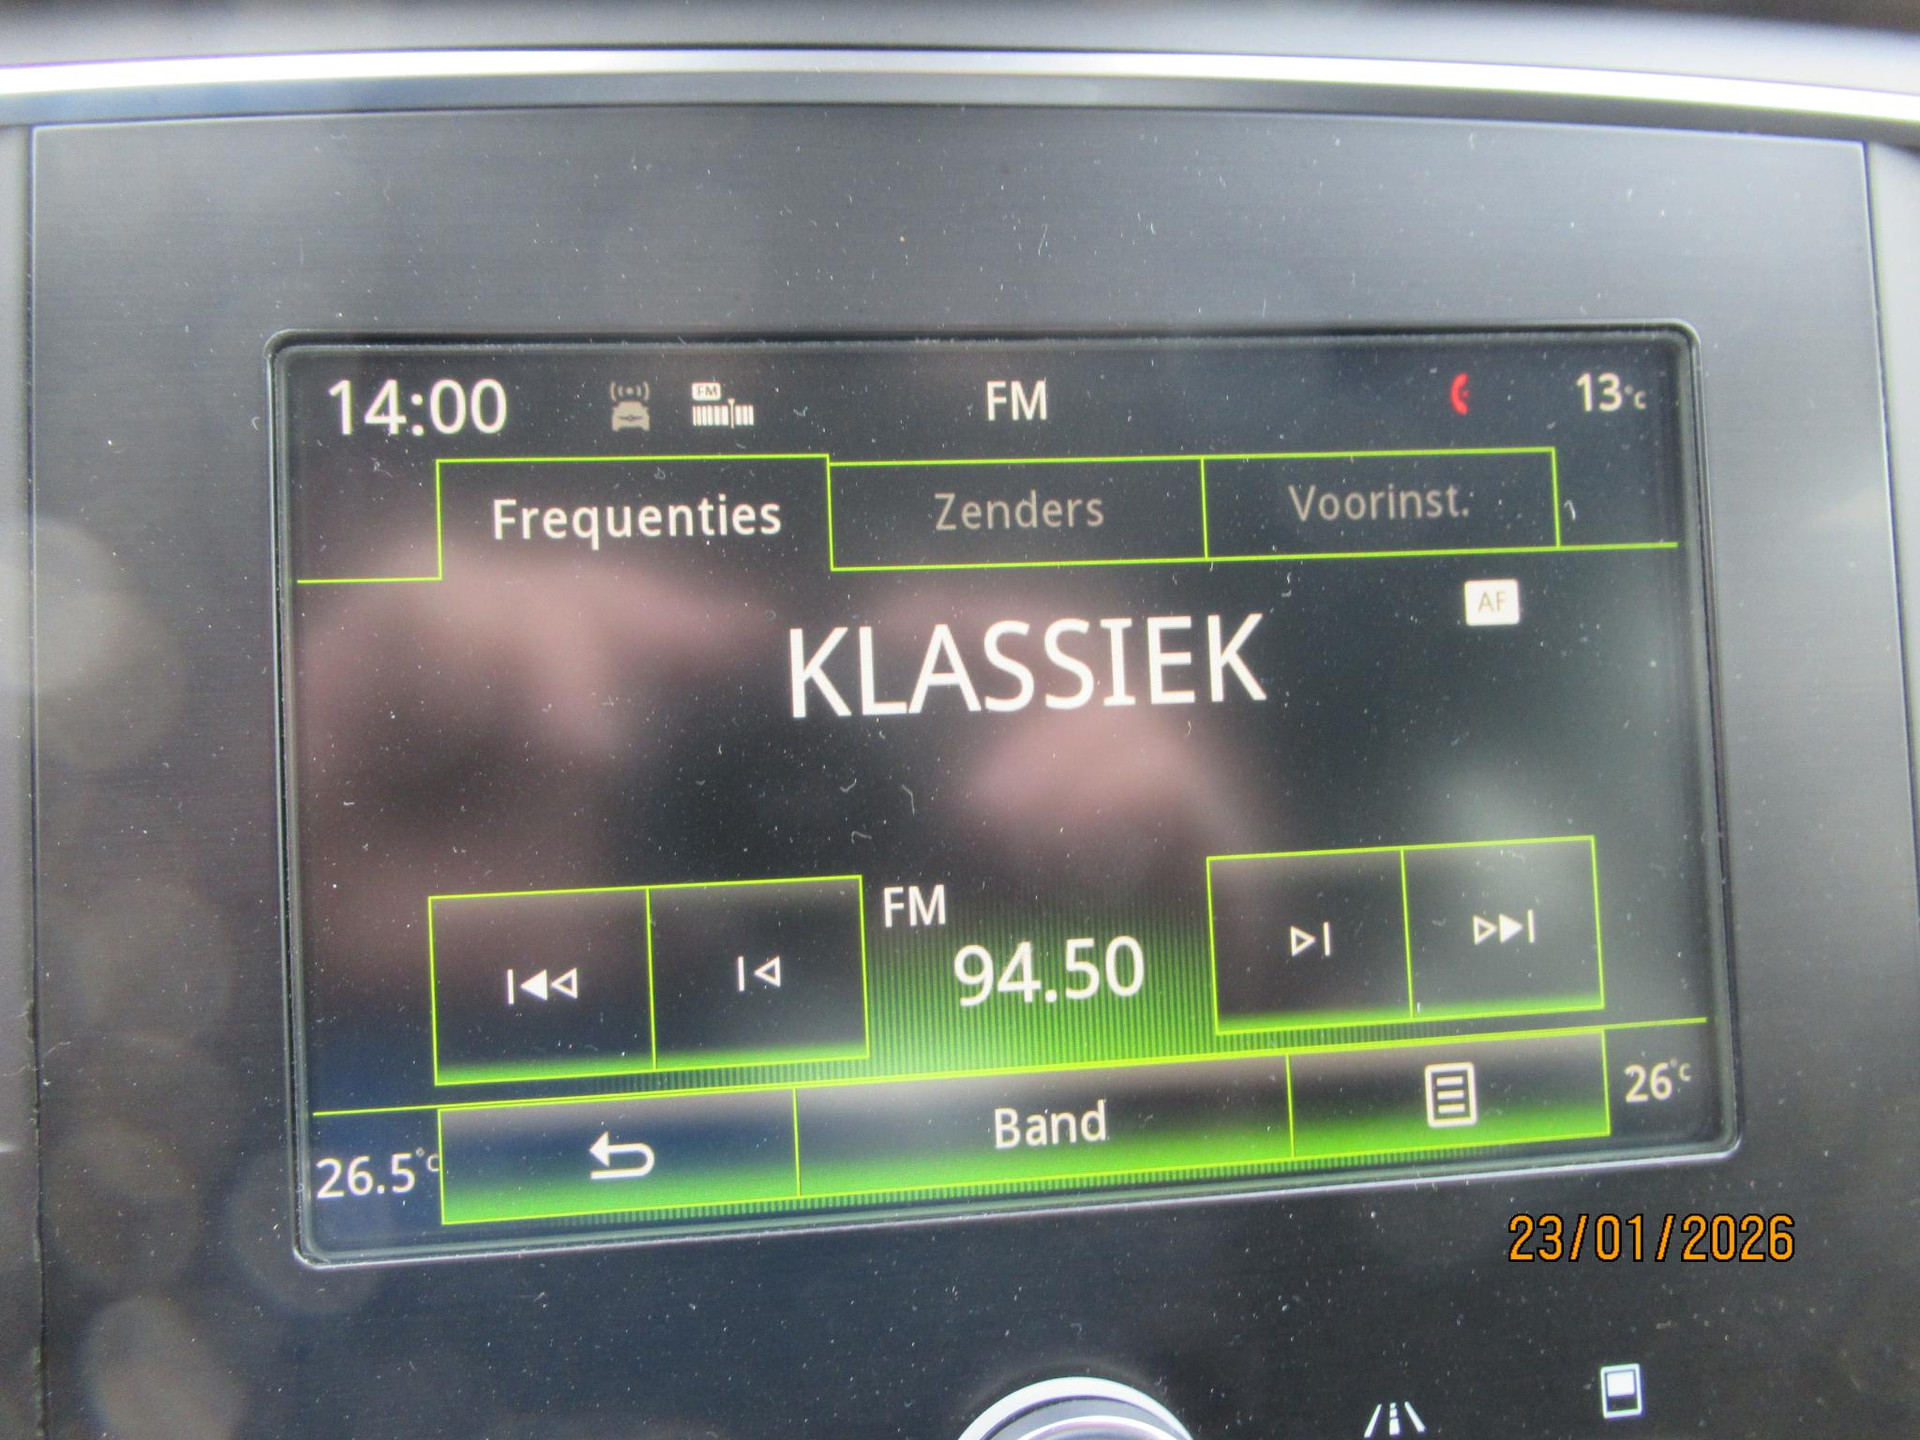 14:00 FM FM 13°C
Frequenties Zenders Voorinst.
AF
KLASSIEK
FM
94.50
26.5°C Band 26°C
23/01/2026